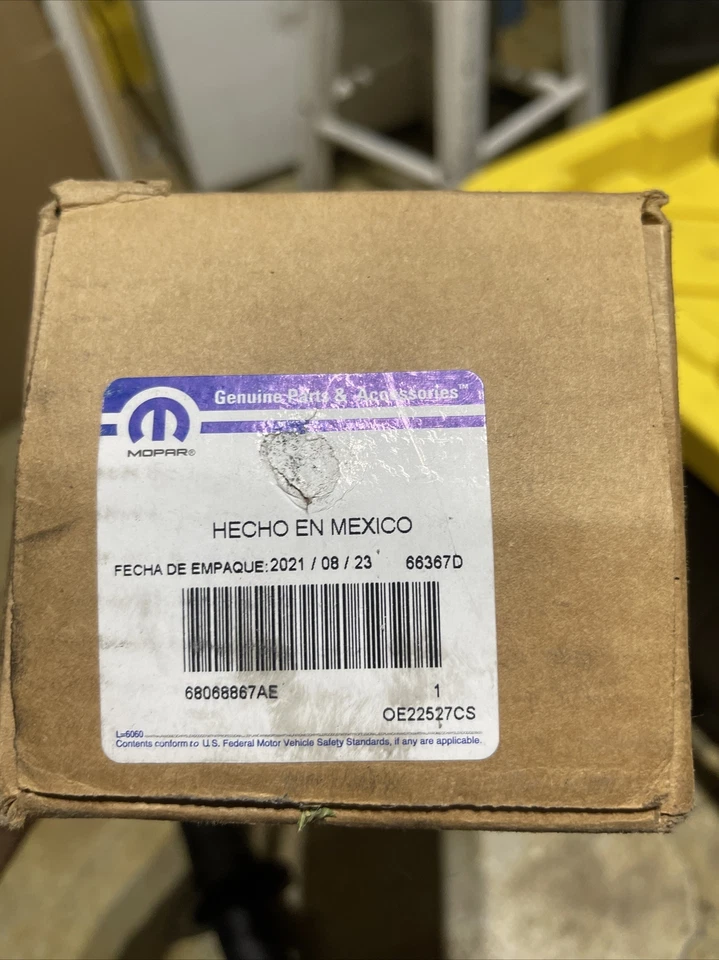 Genuine Parts & Accessories™
MOPAR®
HECHO EN MEXICO
FECHA DE EMPAQUE: 2021 / 08 / 23 66367D
68068867AE 1
OE22527CS
L=6060
Contents conform to U.S. Federal Motor Vehicle Safety Standards, if any are applicable.